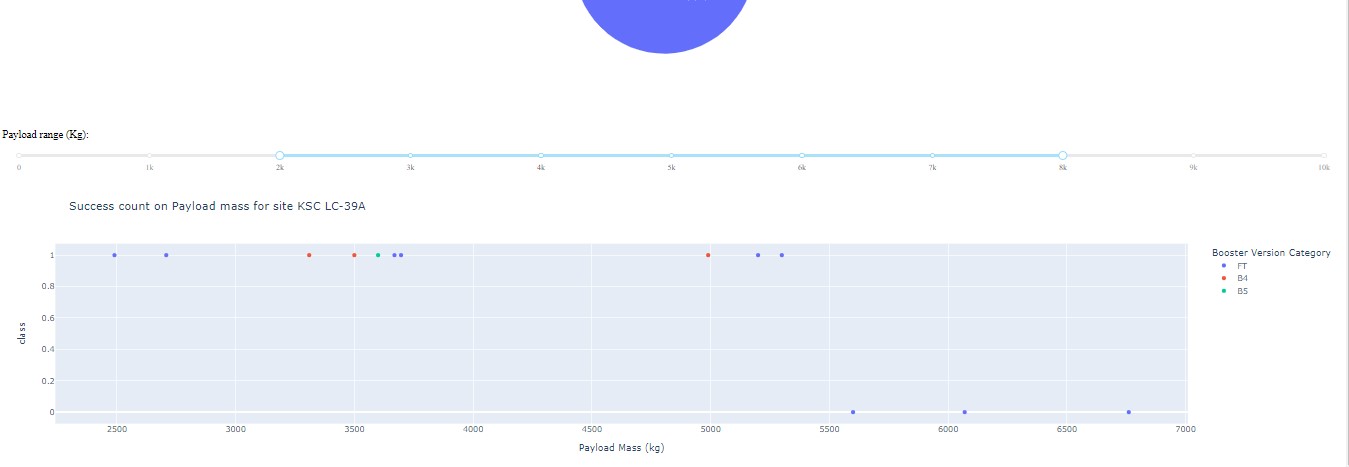 Payload range (Kg):
0 1k 2k 3k 4k 5k 6k 7k 8k 9k 10k
Success count on Payload mass for site KSC LC-39A
Booster Version Category
FT
B4
B5
class
1
0.8
0.6
0.4
0.2
0
2500 3000 3500 4000 4500 5000 5500 6000 6500 7000
Payload Mass (kg)